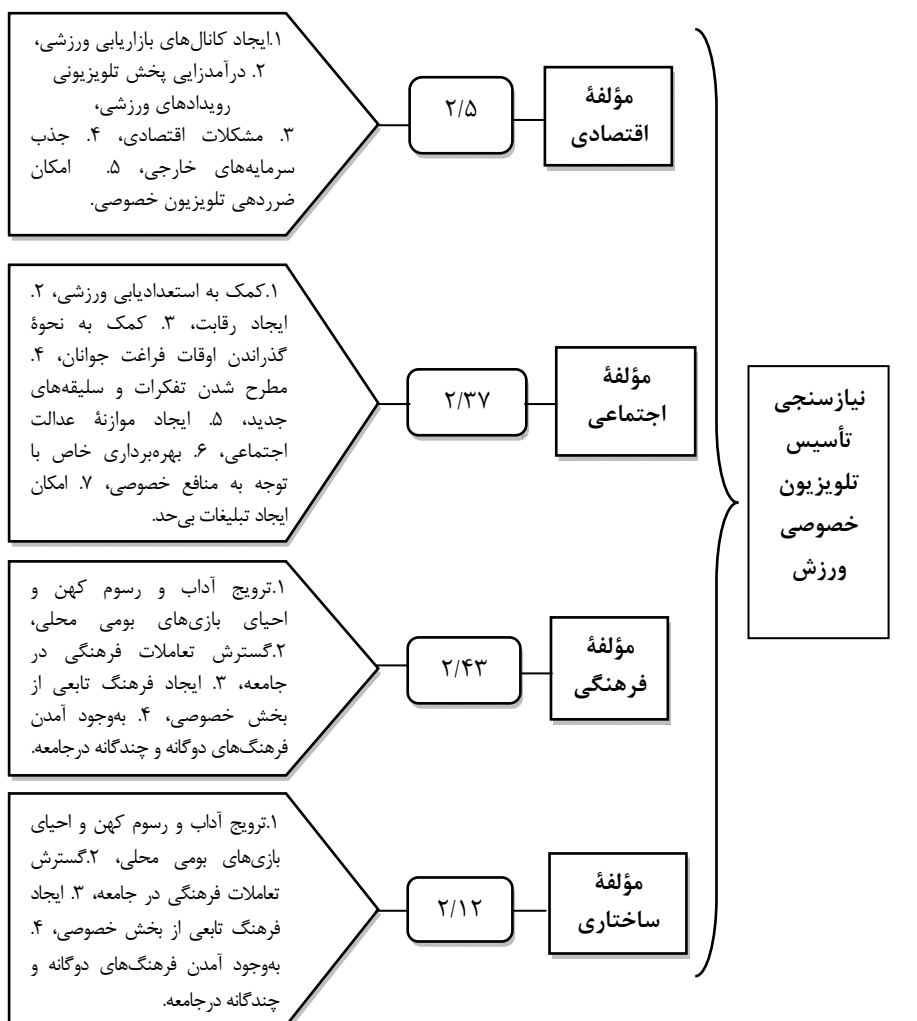 نیازسنجی
تأسیس
تلویزیون
خصوصی
ورزش
مؤلفۀ
اقتصادی
۲/۵
۱.ایجاد کانال‌های بازاریابی ورزشی،
۲. درآمدزایی پخش تلویزیونی
رویدادهای ورزشی،
۳. مشکلات اقتصادی، ۴. جذب
سرمایه‌های خارجی، ۵. امکان
ضرردهی تلویزیون خصوصی.
مؤلفۀ
اجتماعی
۲/۳۷
۱.کمک به استعدادیابی ورزشی، ۲.
ایجاد رقابت، ۳. کمک به نحوۀ
گذراندن اوقات فراغت جوانان، ۴.
مطرح شدن تفکرات و سلیقه‌های
جدید، ۵. ایجاد موازنۀ عدالت
اجتماعی، ۶. بهره‌برداری خاص با
توجه به منافع خصوصی، ۷. امکان
ایجاد تبلیغات بی‌حد.
مؤلفۀ
فرهنگی
۲/۴۳
۱.ترویج آداب و رسوم کهن و
احیای بازی‌های بومی محلی،
۲.گسترش تعاملات فرهنگی در
جامعه، ۳. ایجاد فرهنگ تابعی از
بخش خصوصی، ۴. به‌وجود آمدن
فرهنگ‌های دوگانه و چندگانه درجامعه.
مؤلفۀ
ساختاری
۲/۱۲
۱.ترویج آداب و رسوم کهن و احیای
بازی‌های بومی محلی، ۲.گسترش
تعاملات فرهنگی در جامعه، ۳. ایجاد
فرهنگ تابعی از بخش خصوصی، ۴.
به‌وجود آمدن فرهنگ‌های دوگانه و
چندگانه درجامعه.